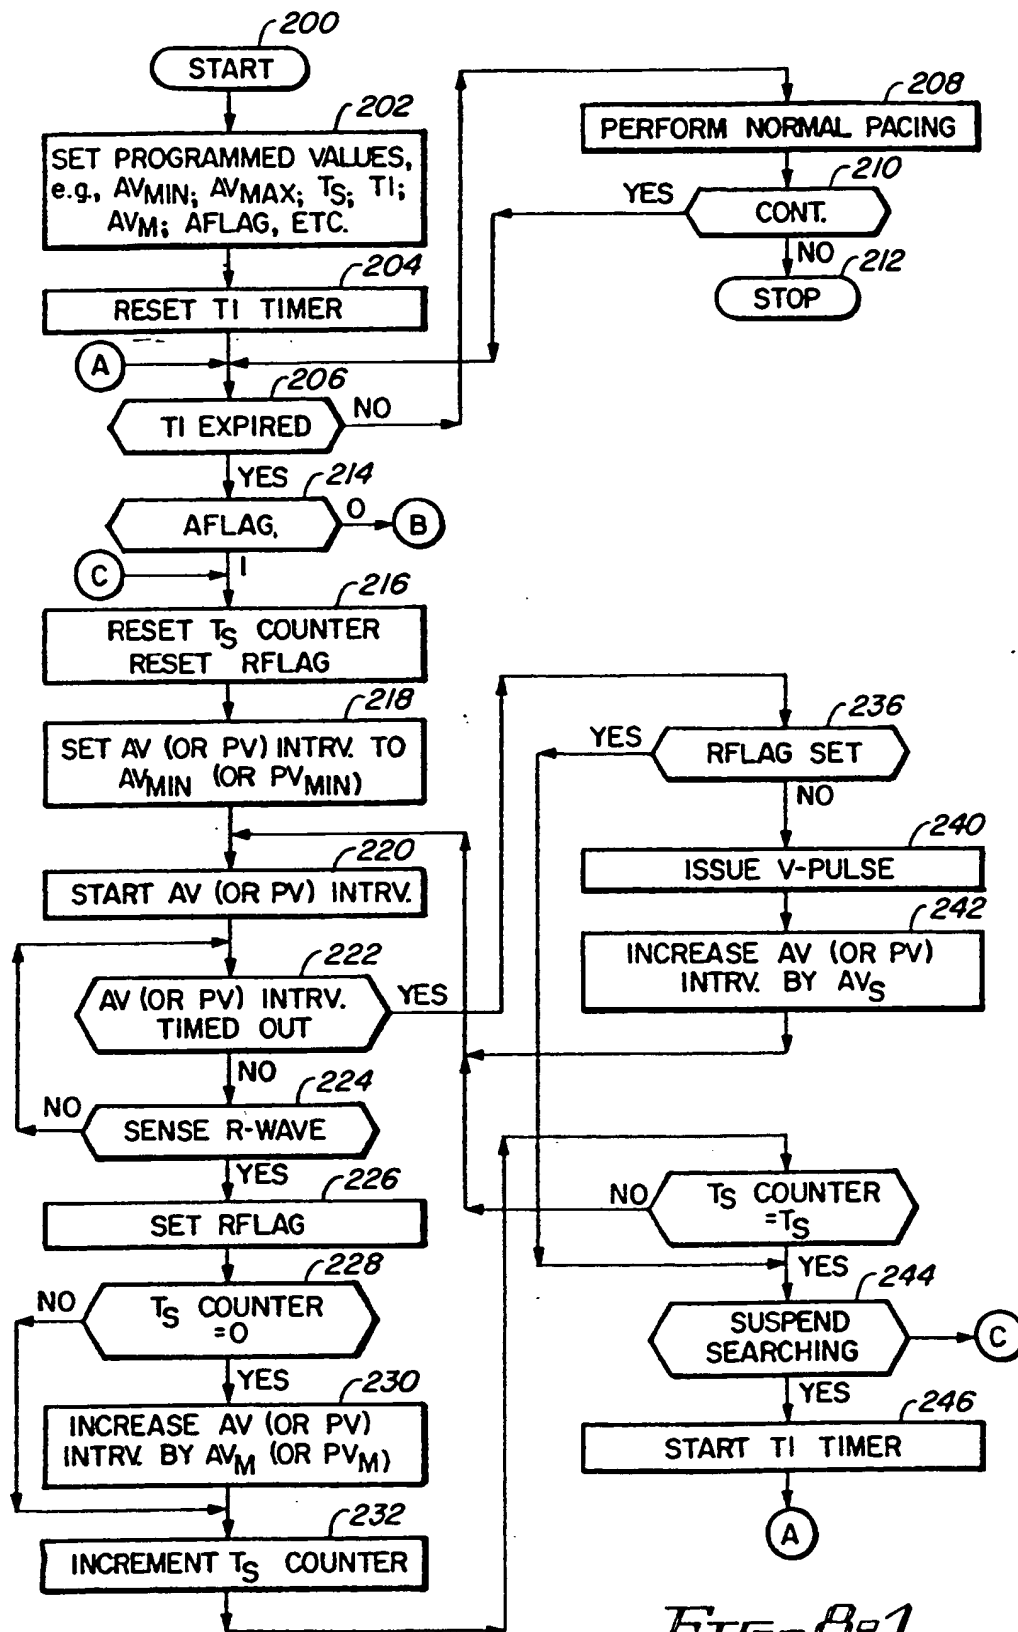 200
START
202
SET PROGRAMMED VALUES,
e.g., AVMIN; AVMAX; TS; TI;
AVM; AFLAG, ETC.
204
RESET TI TIMER
A
206
TI EXPIRED
NO
YES
208
PERFORM NORMAL PACING
210
YES
CONT.
NO
212
STOP
214
AFLAG,
0
B
C
1
216
RESET TS COUNTER
RESET RFLAG
218
SET AV (OR PV) INTRV. TO
AVMIN (OR PVMIN)
220
START AV (OR PV) INTRV.
222
AV (OR PV) INTRV.
TIMED OUT
YES
NO
224
NO
SENSE R-WAVE
YES
226
SET RFLAG
228
NO
TS COUNTER
=0
YES
230
INCREASE AV (OR PV)
INTRV. BY AVM (OR PVM)
232
INCREMENT TS COUNTER
236
YES
RFLAG SET
NO
240
ISSUE V-PULSE
242
INCREASE AV (OR PV)
INTRV. BY AVS
NO
TS COUNTER
=TS
YES
244
SUSPEND
SEARCHING
C
YES
246
START TI TIMER
A
FIG. 8-1